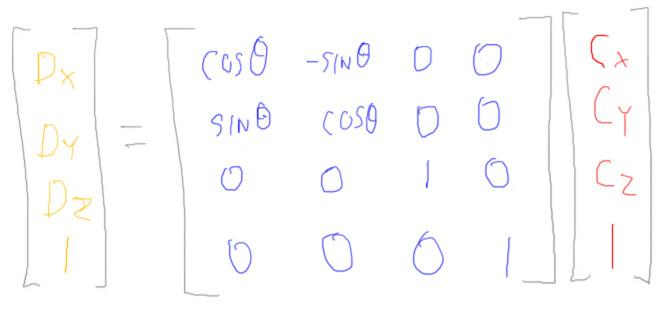 Dx cosθ -sinθ 0 0 Cx
Dy = sinθ cosθ 0 0 Cy
Dz 0 0 1 0 Cz
1 0 0 0 1 1